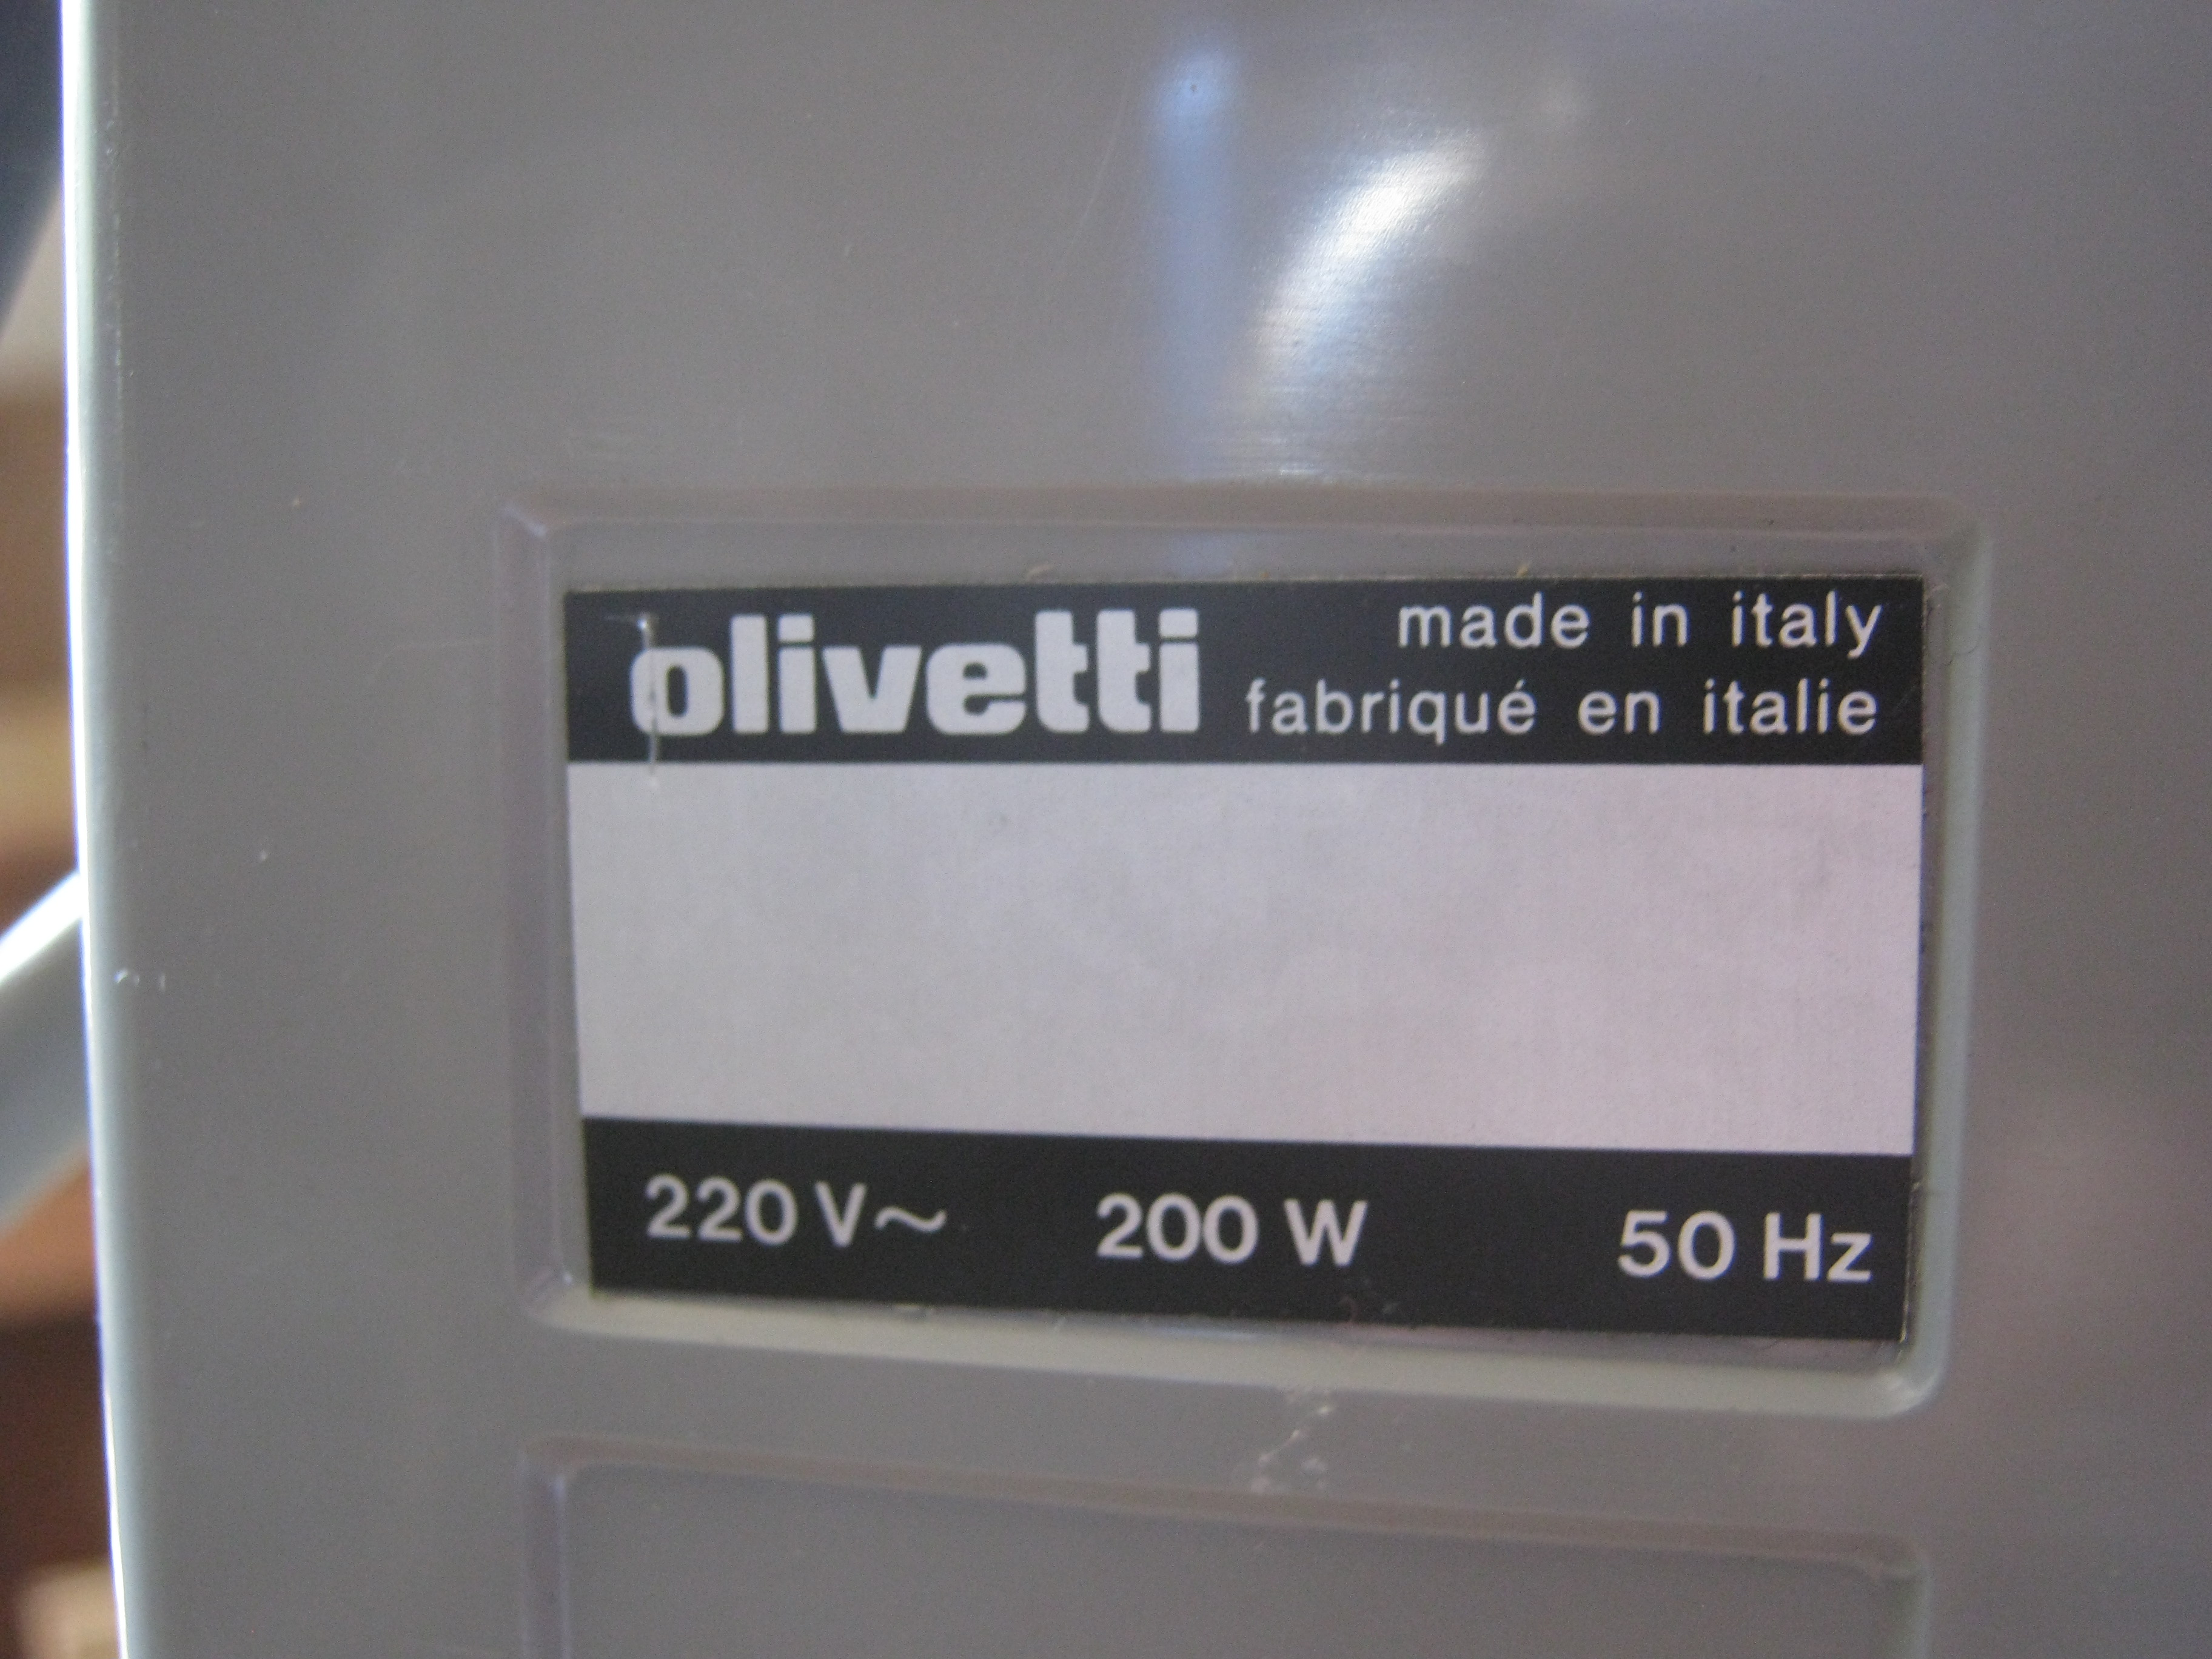 olivetti
made in italy
fabriqué en italie
220 V~ 200 W 50 Hz